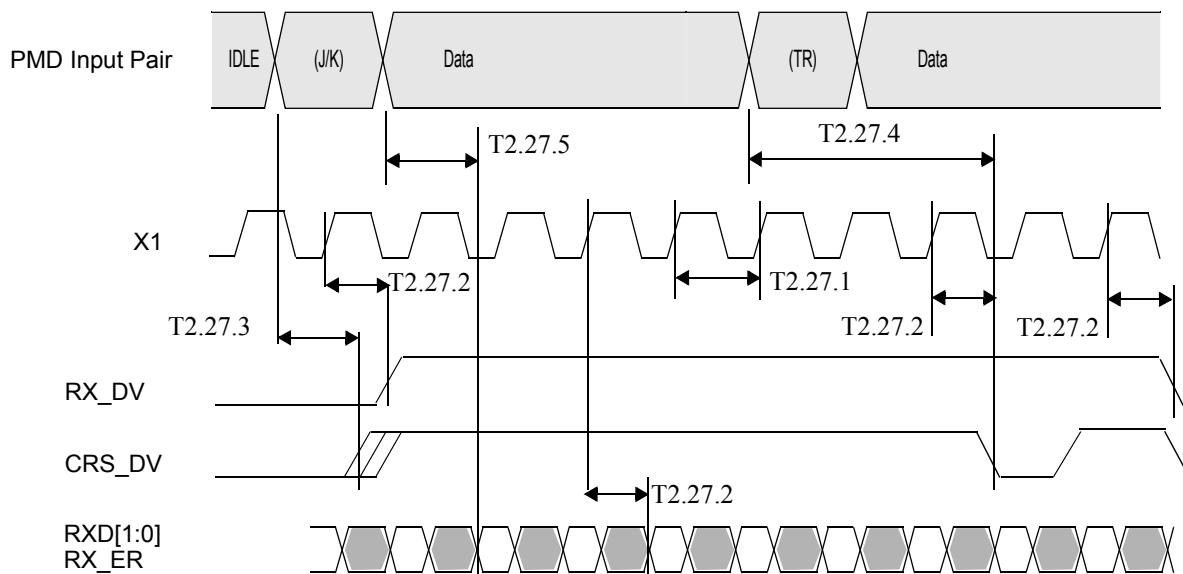 PMD Input Pair
IDLE
(J/K)
Data
(TR)
Data
T2.27.5
T2.27.4
X1
T2.27.2
T2.27.1
T2.27.3
T2.27.2
T2.27.2
RX_DV
CRS_DV
T2.27.2
RXD[1:0]
RX_ER